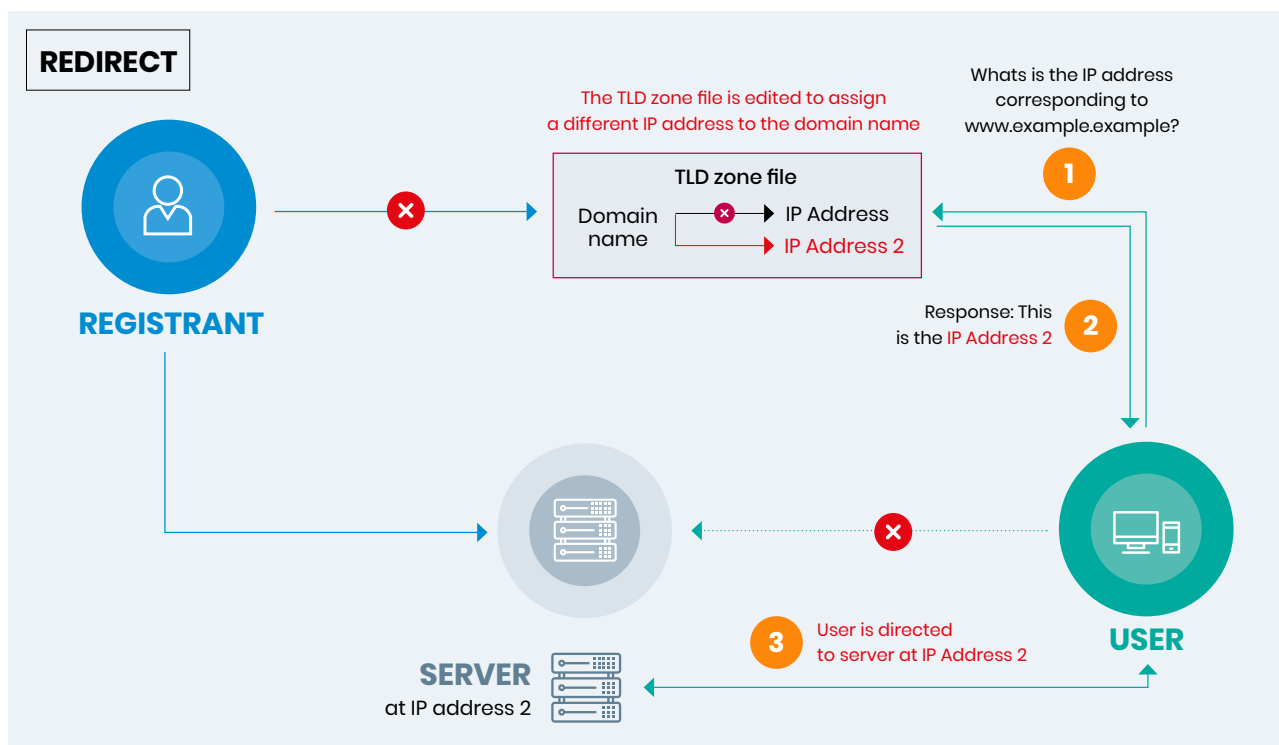 REDIRECT
The TLD zone file is edited to assign
a different IP address to the domain name
Whats is the IP address
corresponding to
www.example.example?
1
TLD zone file
Domain
name
IP Address
IP Address 2
REGISTRANT
Response: This
is the IP Address 2
2
USER
3
User is directed
to server at IP Address 2
SERVER
at IP address 2